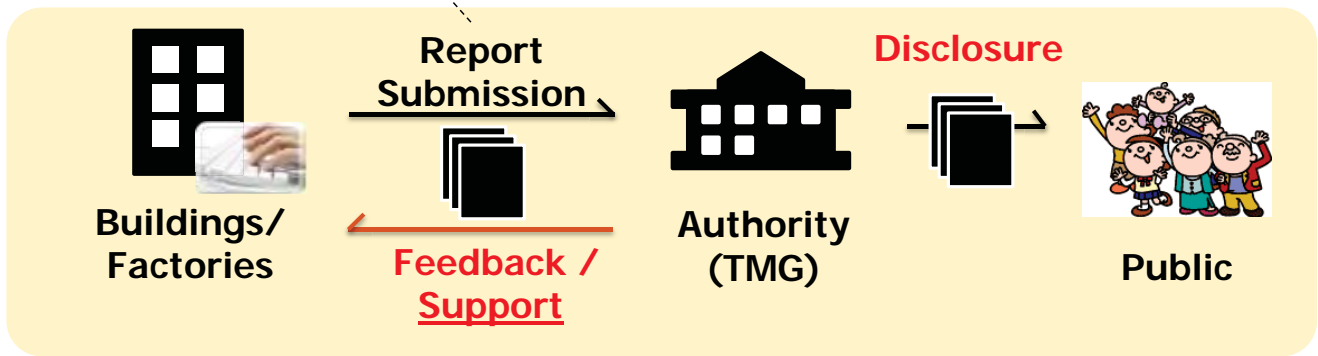 Report
Submission
Disclosure
Buildings/
Factories
Feedback /
Support
Authority
(TMG)
Public